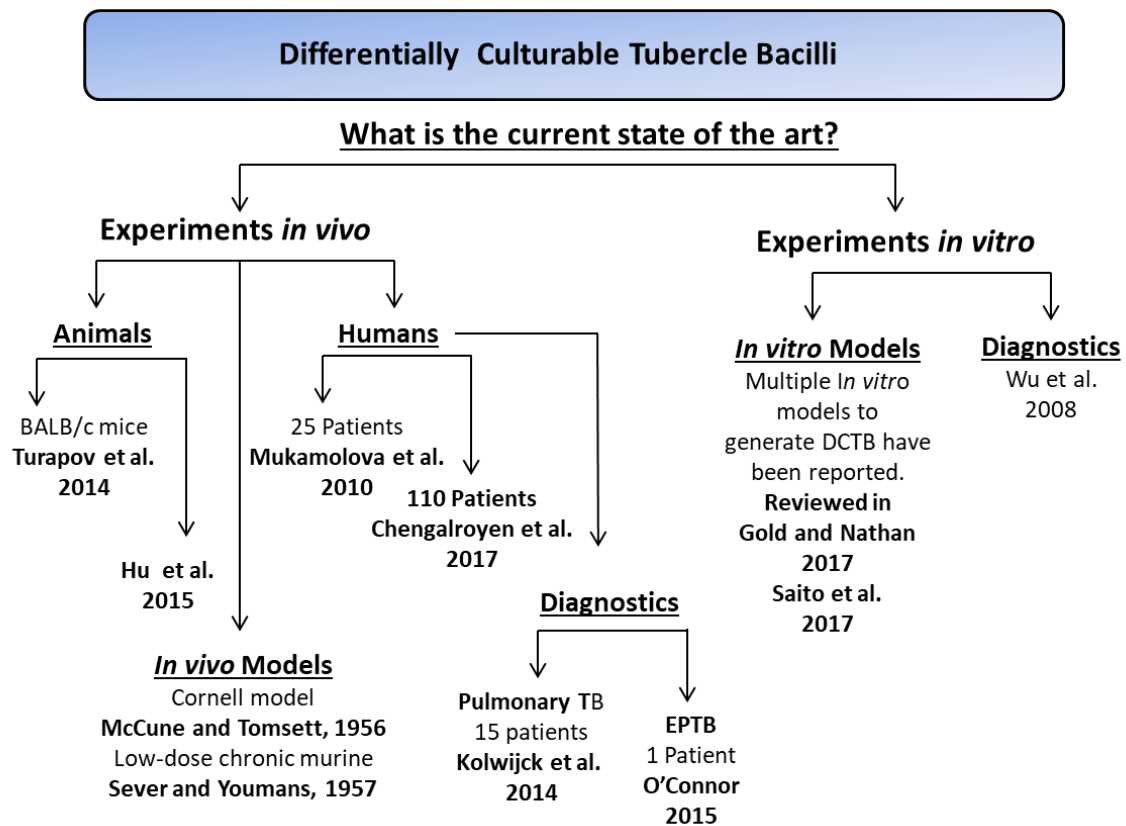 Differentially Culturable Tubercle Bacilli
What is the current state of the art?
Experiments in vivo
Experiments in vitro
Animals
BALB/c mice
Turapov et al.
2014
Hu et al.
2015
In vivo Models
Cornell model
McCune and Tomsett, 1956
Low-dose chronic murine
Sever and Youmans, 1957
Humans
25 Patients
Mukamolova et al.
2010
110 Patients
Chengalroyen et al.
2017
Diagnostics
Pulmonary TB
15 patients
Kolwijck et al.
2014
EPTB
1 Patient
O’Connor
2015
In vitro Models
Multiple In vitro
models to
generate DCTB have
been reported.
Reviewed in
Gold and Nathan
2017
Saito et al.
2017
Diagnostics
Wu et al.
2008